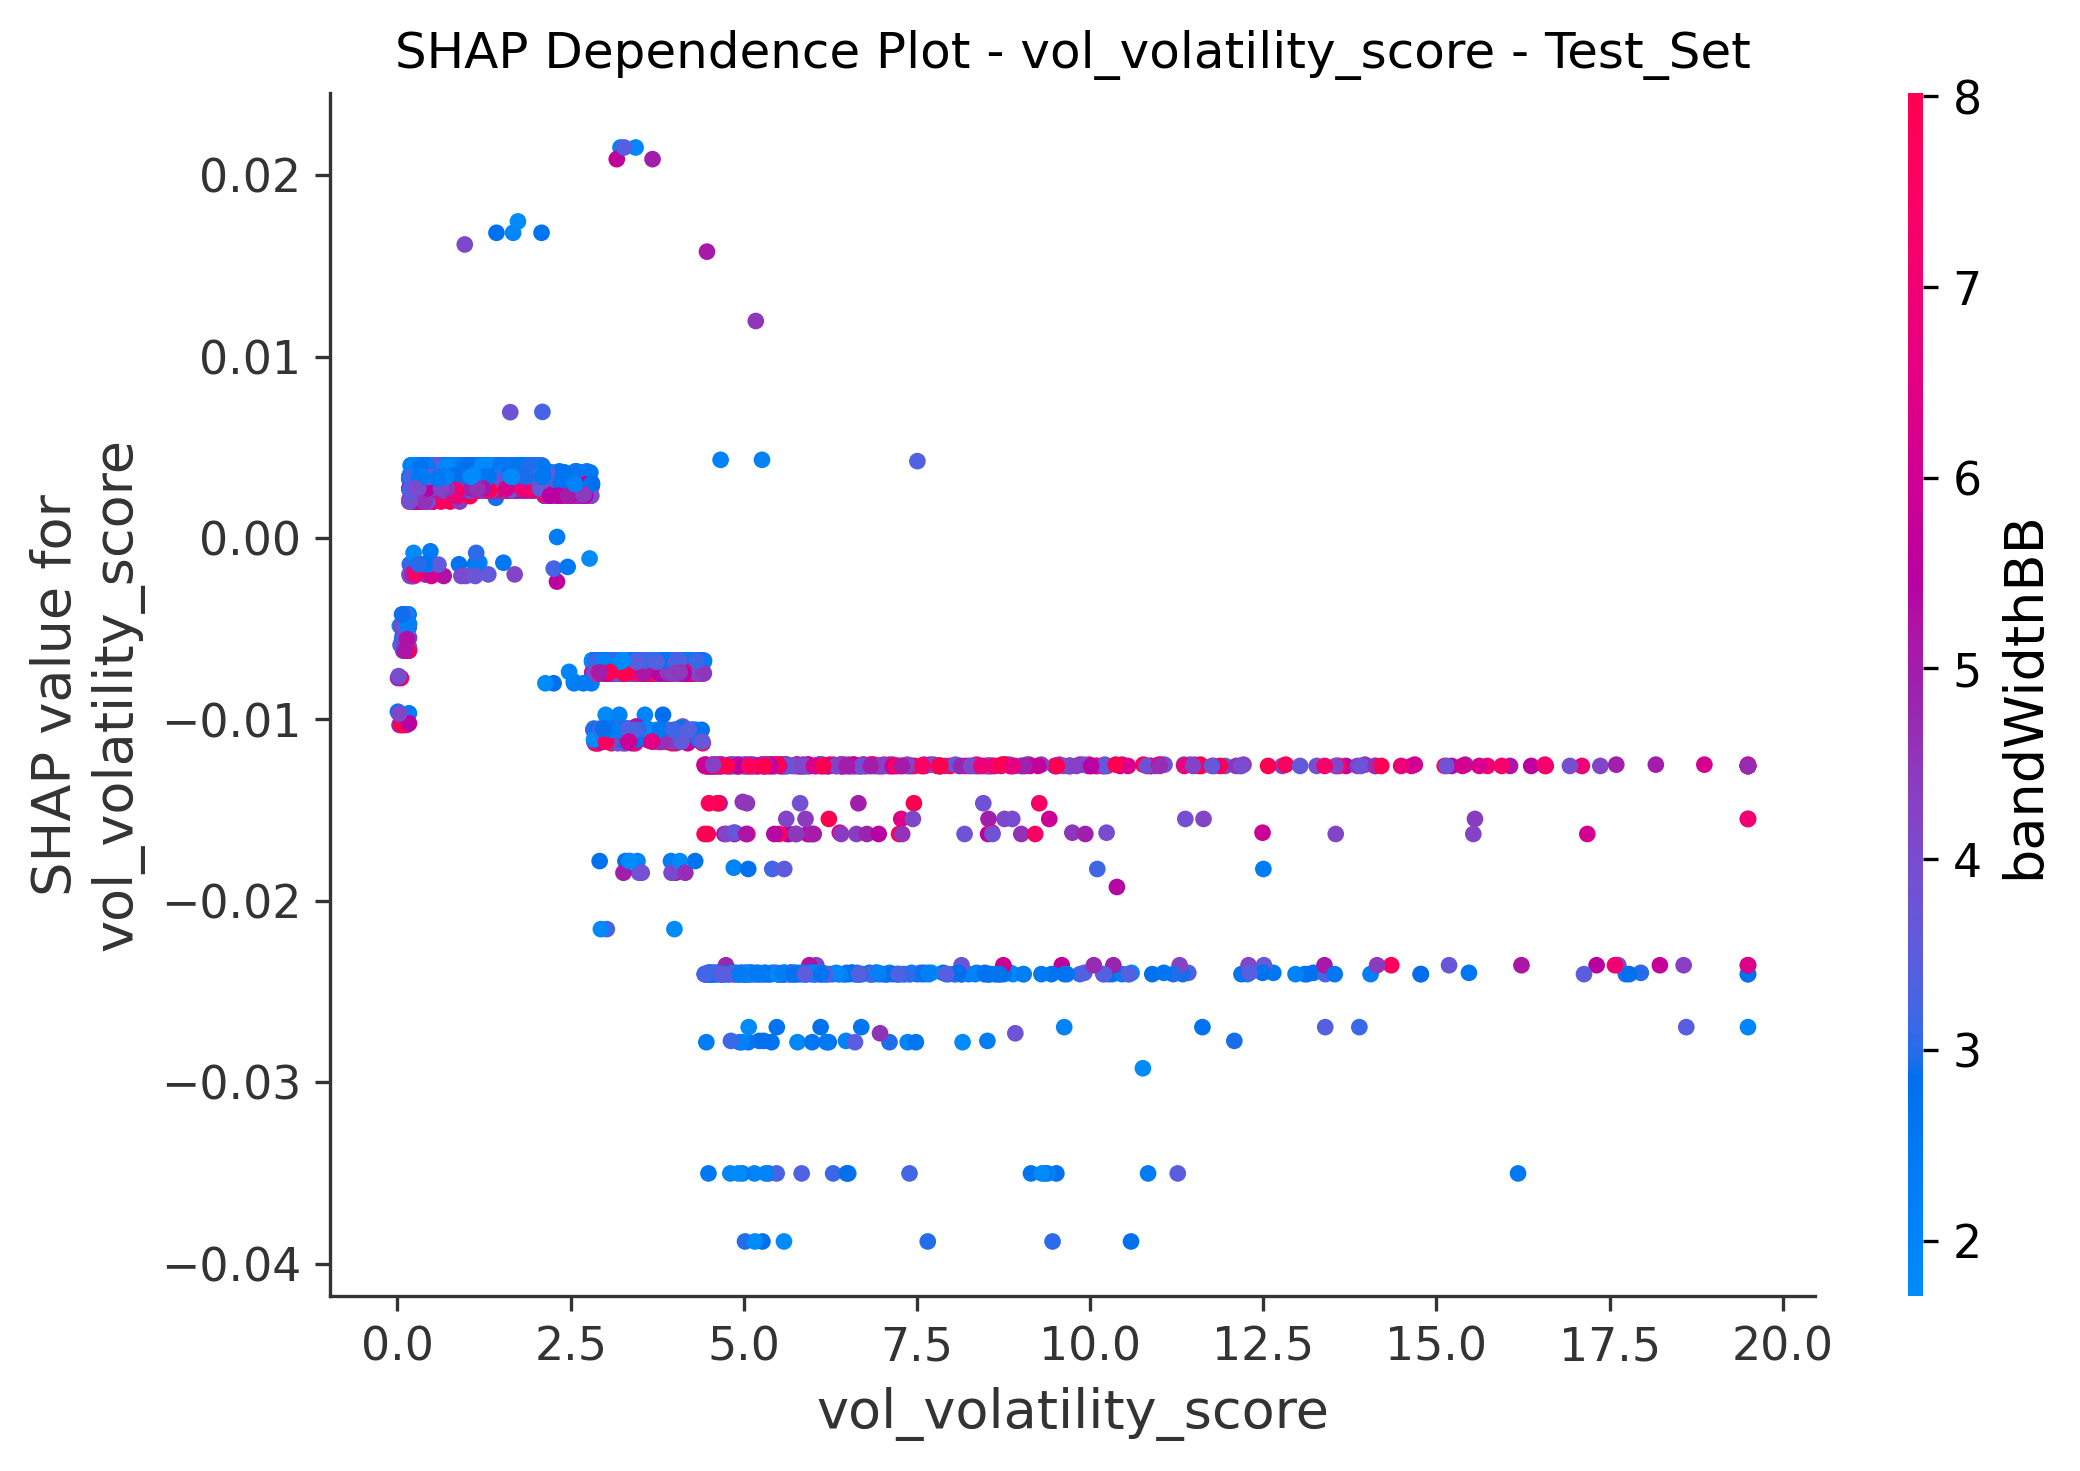 SHAP Dependence Plot - vol_volatility_score - Test_Set
SHAP value for
vol_volatility_score
0.02
0.01
0.00
−0.01
−0.02
−0.03
−0.04
0.0 2.5 5.0 7.5 10.0 12.5 15.0 17.5 20.0
vol_volatility_score
8
7
6
5
4
3
2
bandWidthBB